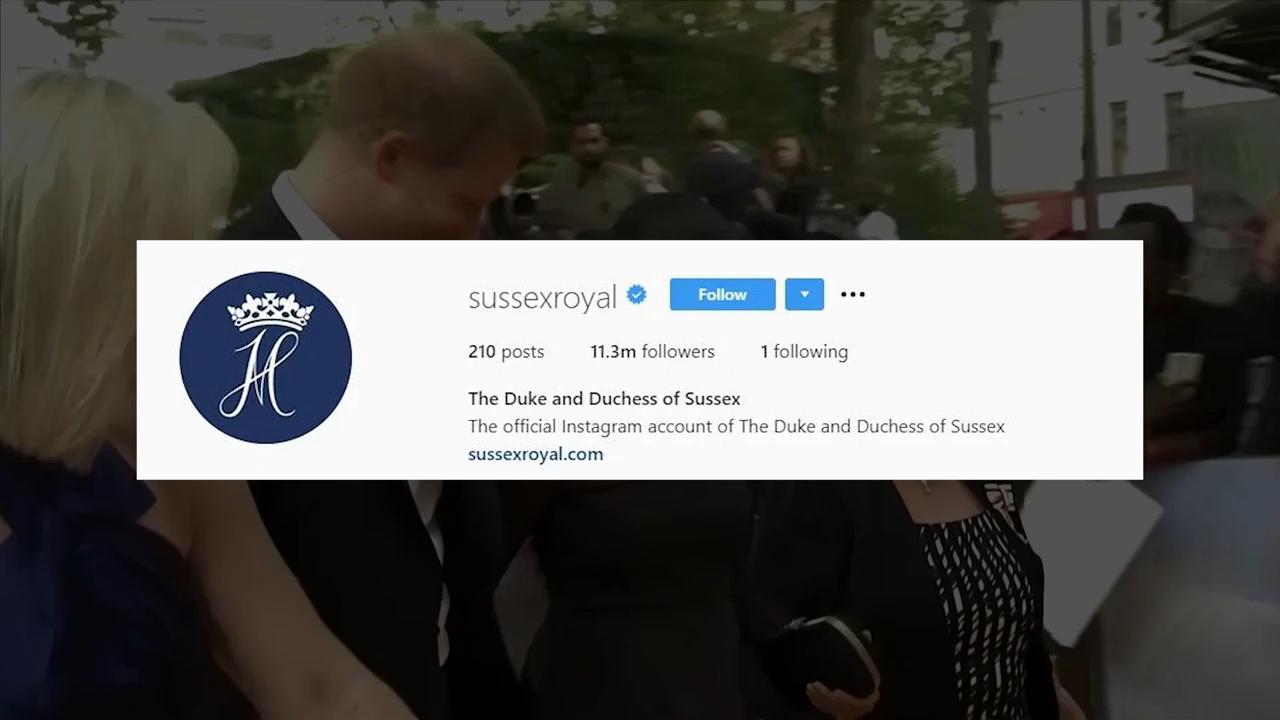 sussexroyal Follow
210 posts 11.3m followers 1 following
The Duke and Duchess of Sussex
The official Instagram account of The Duke and Duchess of Sussex
sussexroyal.com